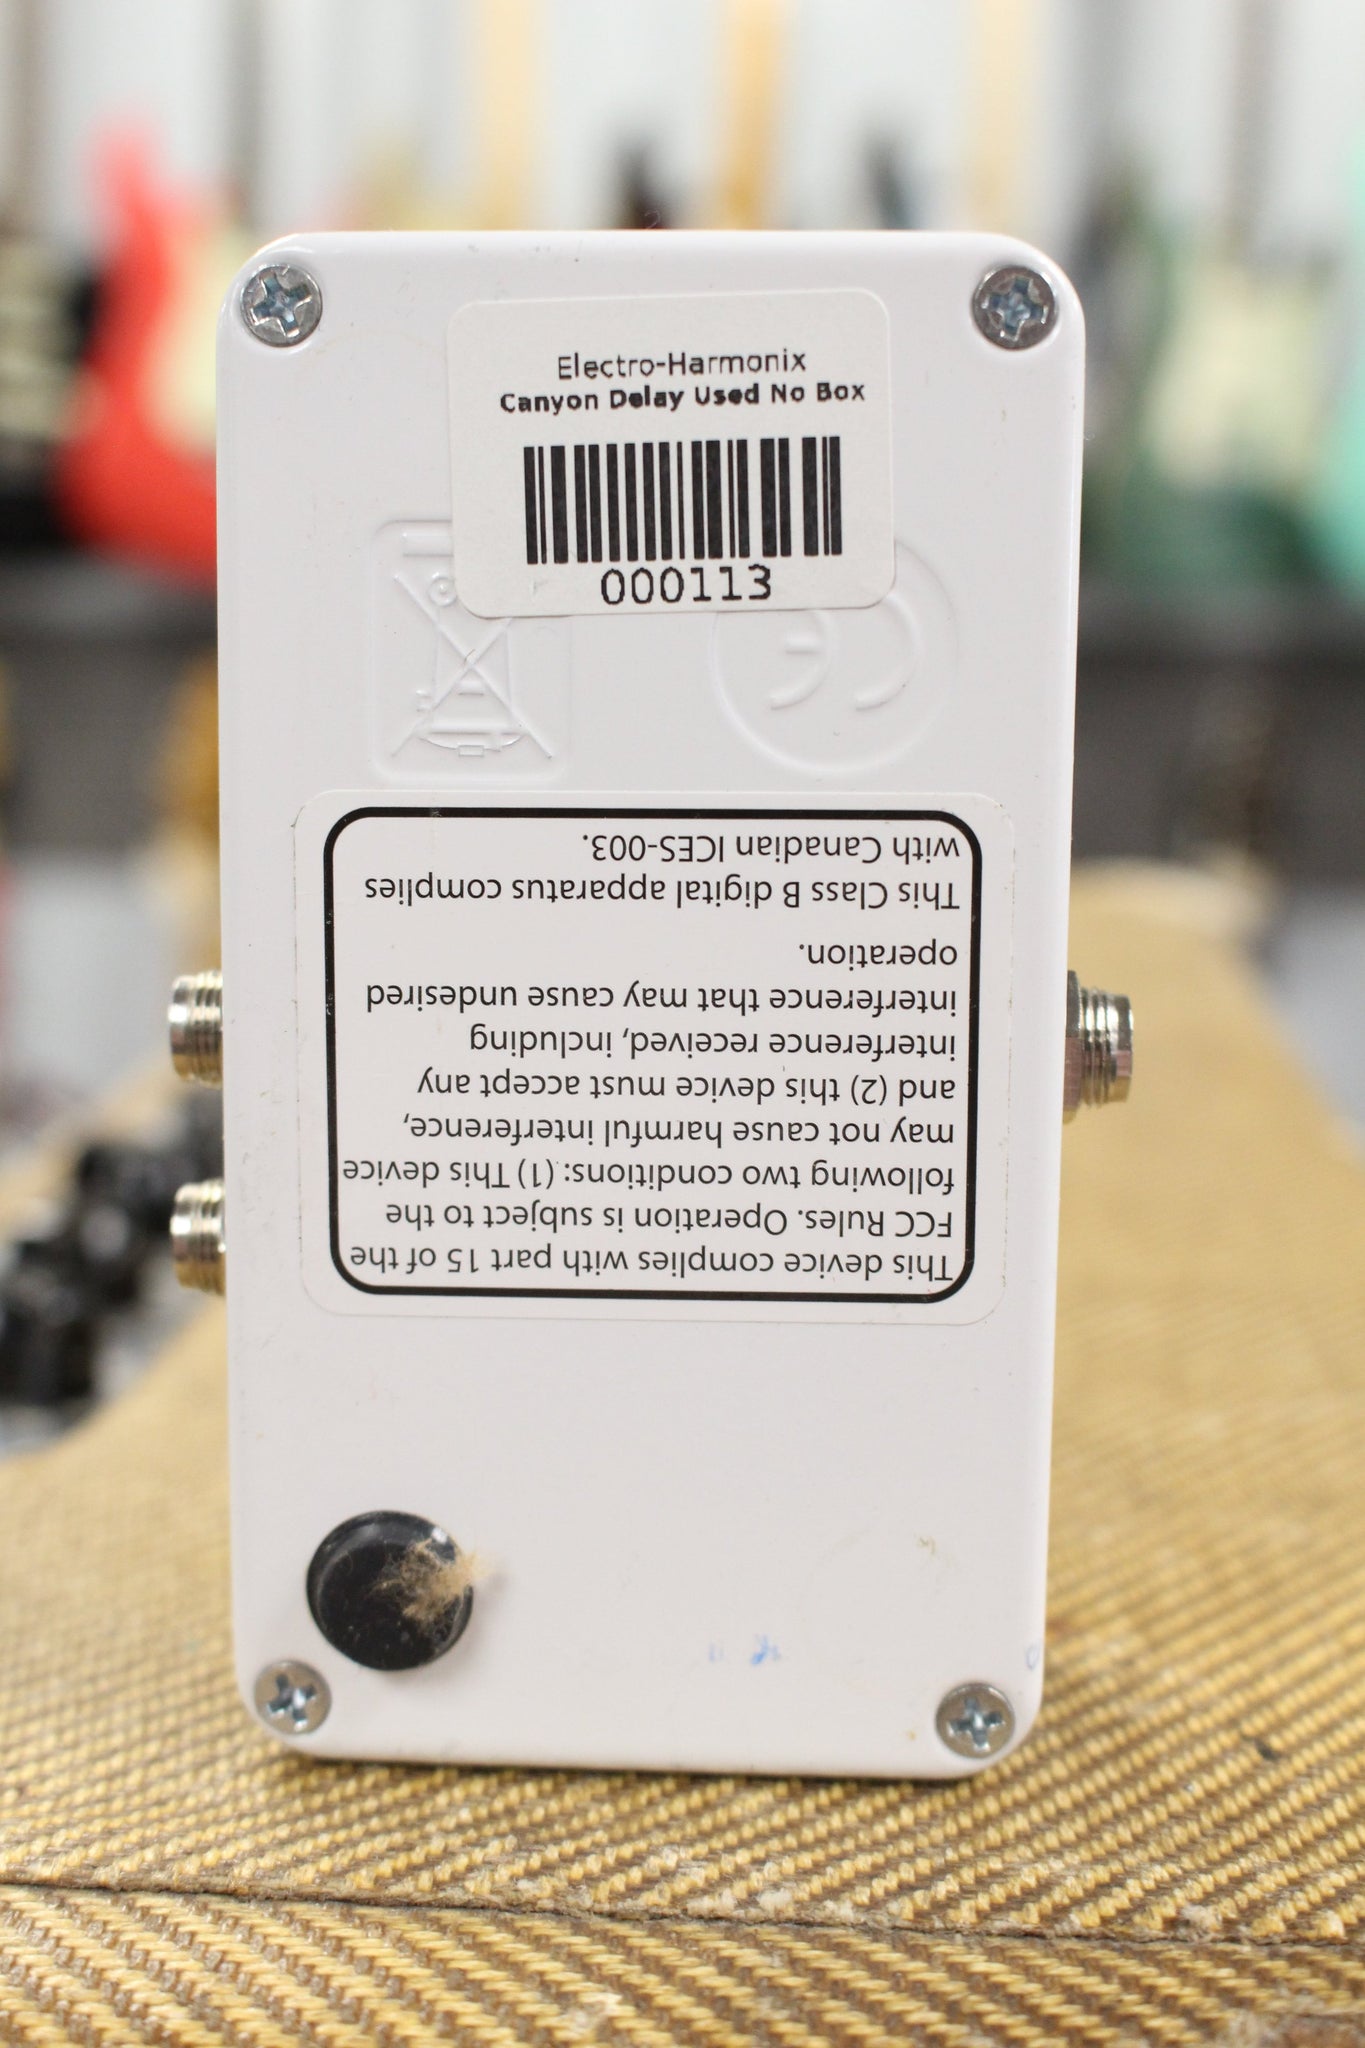 Electro-Harmonix
Canyon Delay Used No Box
000113
CE
This device complies with part 15 of the
FCC Rules. Operation is subject to the
following two conditions: (1) This device
may not cause harmful interference,
and (2) this device must accept any
interference received, including
interference that may cause undesired
operation.
This Class B digital apparatus complies
with Canadian ICES-003.